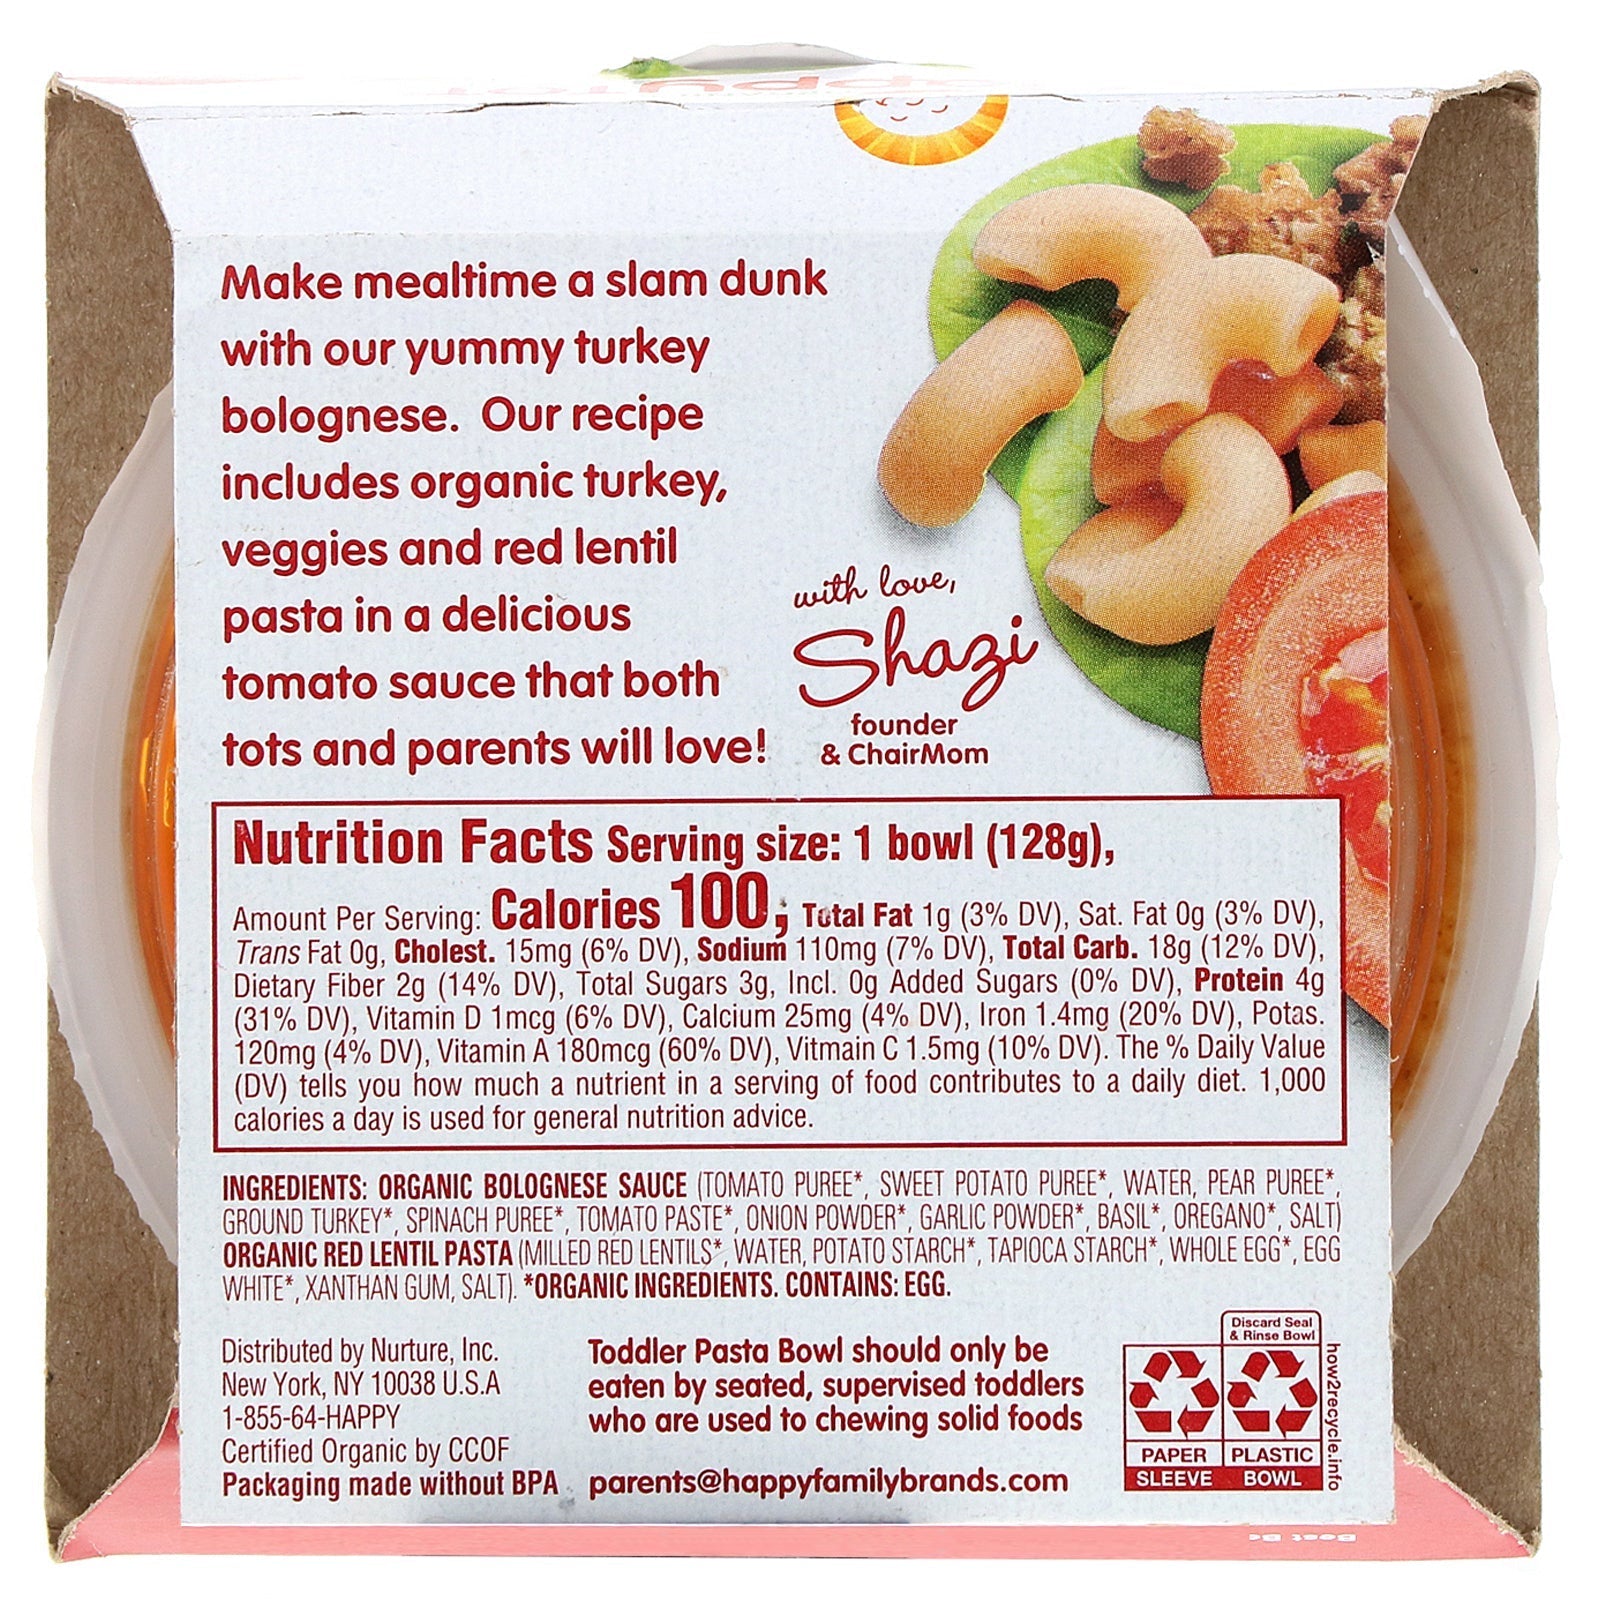 Make mealtime a slam dunk
with our yummy turkey
bolognese. Our recipe
includes organic turkey,
veggies and red lentil
pasta in a delicious
tomato sauce that both
tots and parents will love!
with love,
Shazi
founder
& ChairMom
Nutrition Facts Serving size: 1 bowl (128g),
Amount Per Serving: Calories 100, Total Fat 1g (3% DV), Sat. Fat 0g (3% DV),
Trans Fat 0g, Cholest. 15mg (6% DV), Sodium 110mg (7% DV), Total Carb. 18g (12% DV),
Dietary Fiber 2g (14% DV), Total Sugars 3g, Incl. 0g Added Sugars (0% DV), Protein 4g
(31% DV), Vitamin D 1mcg (6% DV), Calcium 25mg (4% DV), Iron 1.4mg (20% DV), Potas.
120mg (4% DV), Vitamin A 180mcg (60% DV), Vitmain C 1.5mg (10% DV). The % Daily Value
(DV) tells you how much a nutrient in a serving of food contributes to a daily diet. 1,000
calories a day is used for general nutrition advice.
INGREDIENTS: ORGANIC BOLOGNESE SAUCE (TOMATO PUREE*, SWEET POTATO PUREE*, WATER, PEAR PUREE*,
GROUND TURKEY*, SPINACH PUREE*, TOMATO PASTE*, ONION POWDER*, GARLIC POWDER*, BASIL*, OREGANO*, SALT)
ORGANIC RED LENTIL PASTA (MILLED RED LENTILS*, WATER, POTATO STARCH*, TAPIOCA STARCH*, WHOLE EGG*, EGG
WHITE*, XANTHAN GUM, SALT). *ORGANIC INGREDIENTS. CONTAINS: EGG.
Distributed by Nurture, Inc.
New York, NY 10038 U.S.A
1-855-64-HAPPY
Certified Organic by CCOF
Packaging made without BPA
Toddler Pasta Bowl should only be
eaten by seated, supervised toddlers
who are used to chewing solid foods
parents@happyfamilybrands.com
Discard Seal
& Rinse Bowl
PAPER PLASTIC
SLEEVE BOWL
how2recycle.info